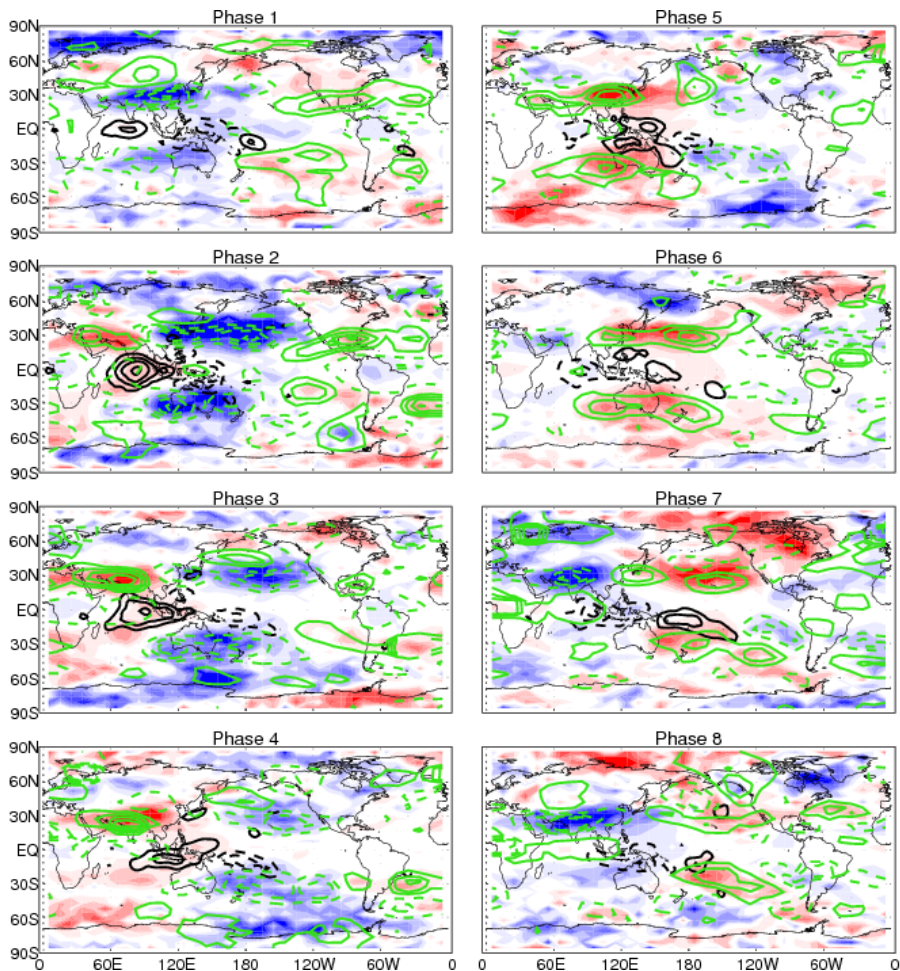 Phase 1
Phase 5
90N
60N
30N
EQ
30S
60S
90S
Phase 2
Phase 6
90N
60N
30N
EQ
30S
60S
90S
Phase 3
Phase 7
90N
60N
30N
EQ
30S
60S
90S
Phase 4
Phase 8
90N
60N
30N
EQ
30S
60S
90S
0 60E 120E 180 120W 60W 0
0 60E 120E 180 120W 60W 0